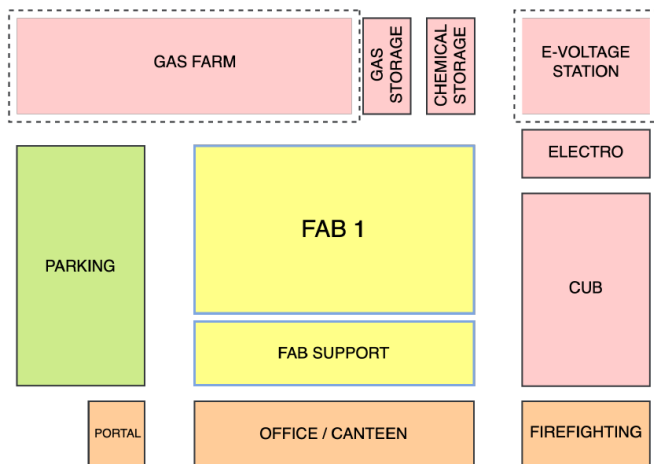 GAS FARM
GAS
STORAGE
CHEMICAL
STORAGE
E-VOLTAGE
STATION
ELECTRO
PARKING
FAB 1
CUB
FAB SUPPORT
PORTAL
OFFICE / CANTEEN
FIREFIGHTING